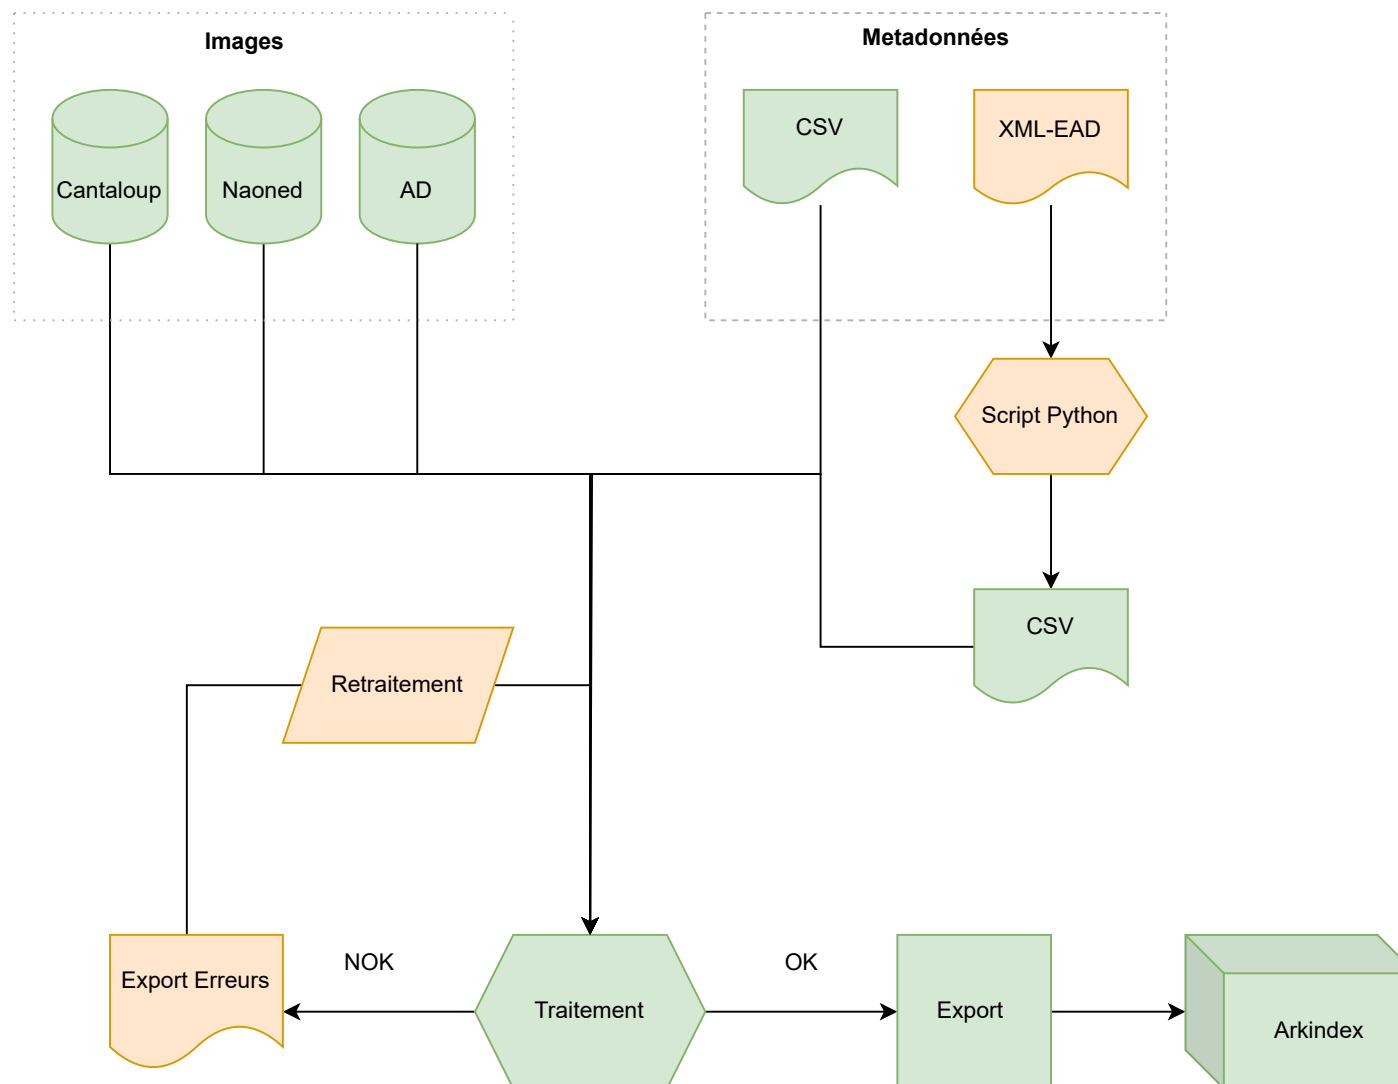 Images
Metadonnées
Cantaloup
Naoned
AD
CSV
XML-EAD
Script Python
CSV
Retraitement
Export Erreurs
NOK
Traitement
OK
Export
Arkindex